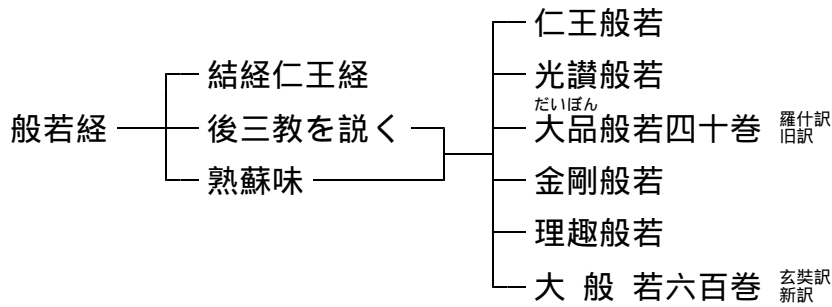 仁王般若
結経仁王経
光讃般若
だいぼん
般若経
後三教を説く
大品般若四十巻
羅什訳
旧訳
熟蘇味
金剛般若
理趣般若
大般若六百巻
玄奘訳
新訳